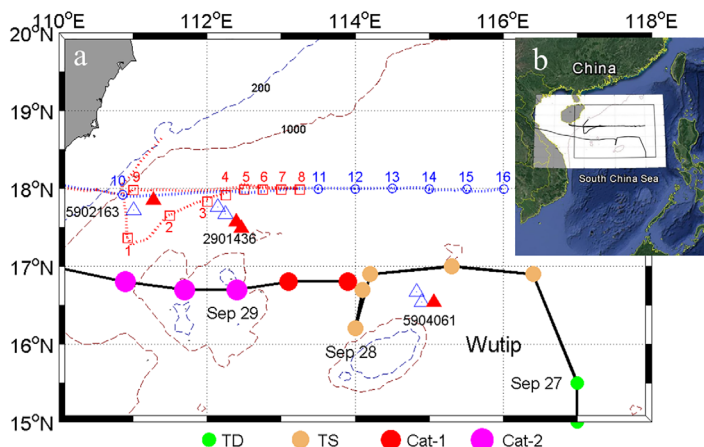 110°E 112°E 114°E 116°E 118°E
20°N
a
b
China
South China Sea
19°N
200
1000
18°N
10 9 4 5 6 7 8 11 12 13 14 15 16
3
2
1
5902163
2901436
17°N
Sep 29
5904061
16°N
Sep 28
Wutip
Sep 27
15°N
TD TS Cat-1 Cat-2